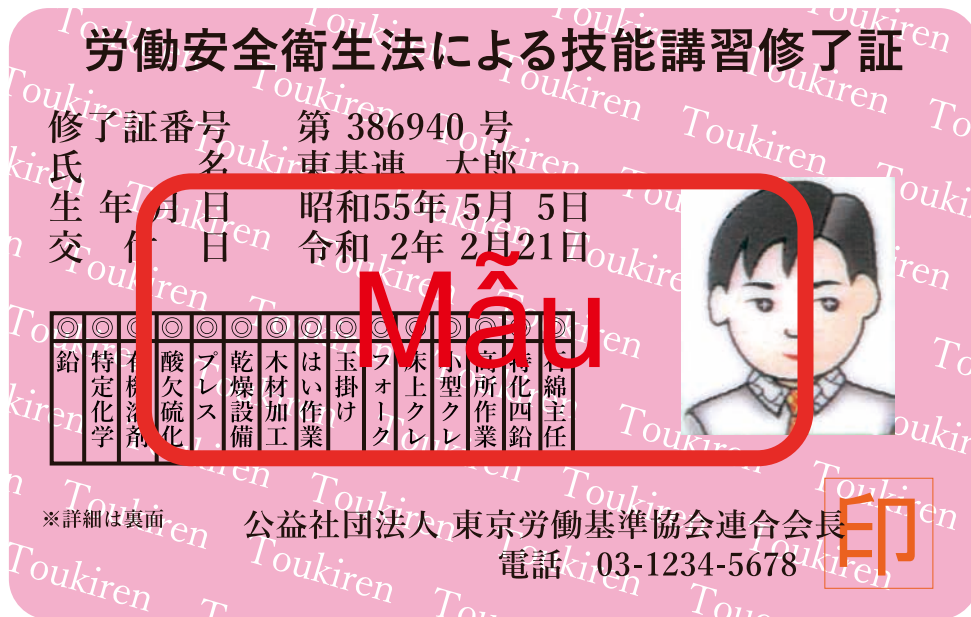 労働安全衛生法による技能講習修了証
修了証番号 第 386940 号
氏名 東基連 太郎
生年月日 昭和55年 5月 5日
交付日 令和 2年 2月21日
Mẫu
◎ ◎ ◎ ◎ ◎ ◎ ◎ ◎ ◎ ◎ ◎ ◎ ◎ ◎ ◎
鉛
特定化学
有機溶剤
酸欠硫化
プレス
乾燥設備
木材加工
はい作業
玉掛け
フォーク
床上クレ
小型クレ
高所作業
特化四鉛
石綿主任
※詳細は裏面
公益社団法人 東京労働基準協会連合会長
印
電話 03-1234-5678
Toukiren